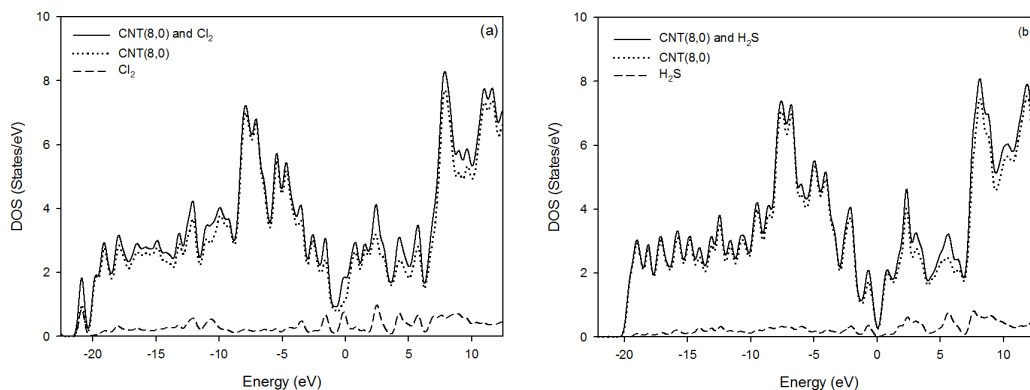 10
CNT(8,0) and Cl₂
(a)
CNT(8,0)
Cl₂
8
6
4
2
0
DOS (States/eV)
-20 -15 -10 -5 0 5 10
Energy (eV)
10
CNT(8,0) and H₂S
(b
CNT(8,0)
H₂S
8
6
4
2
0
DOS (States/eV)
-20 -15 -10 -5 0 5 10
Energy (eV)